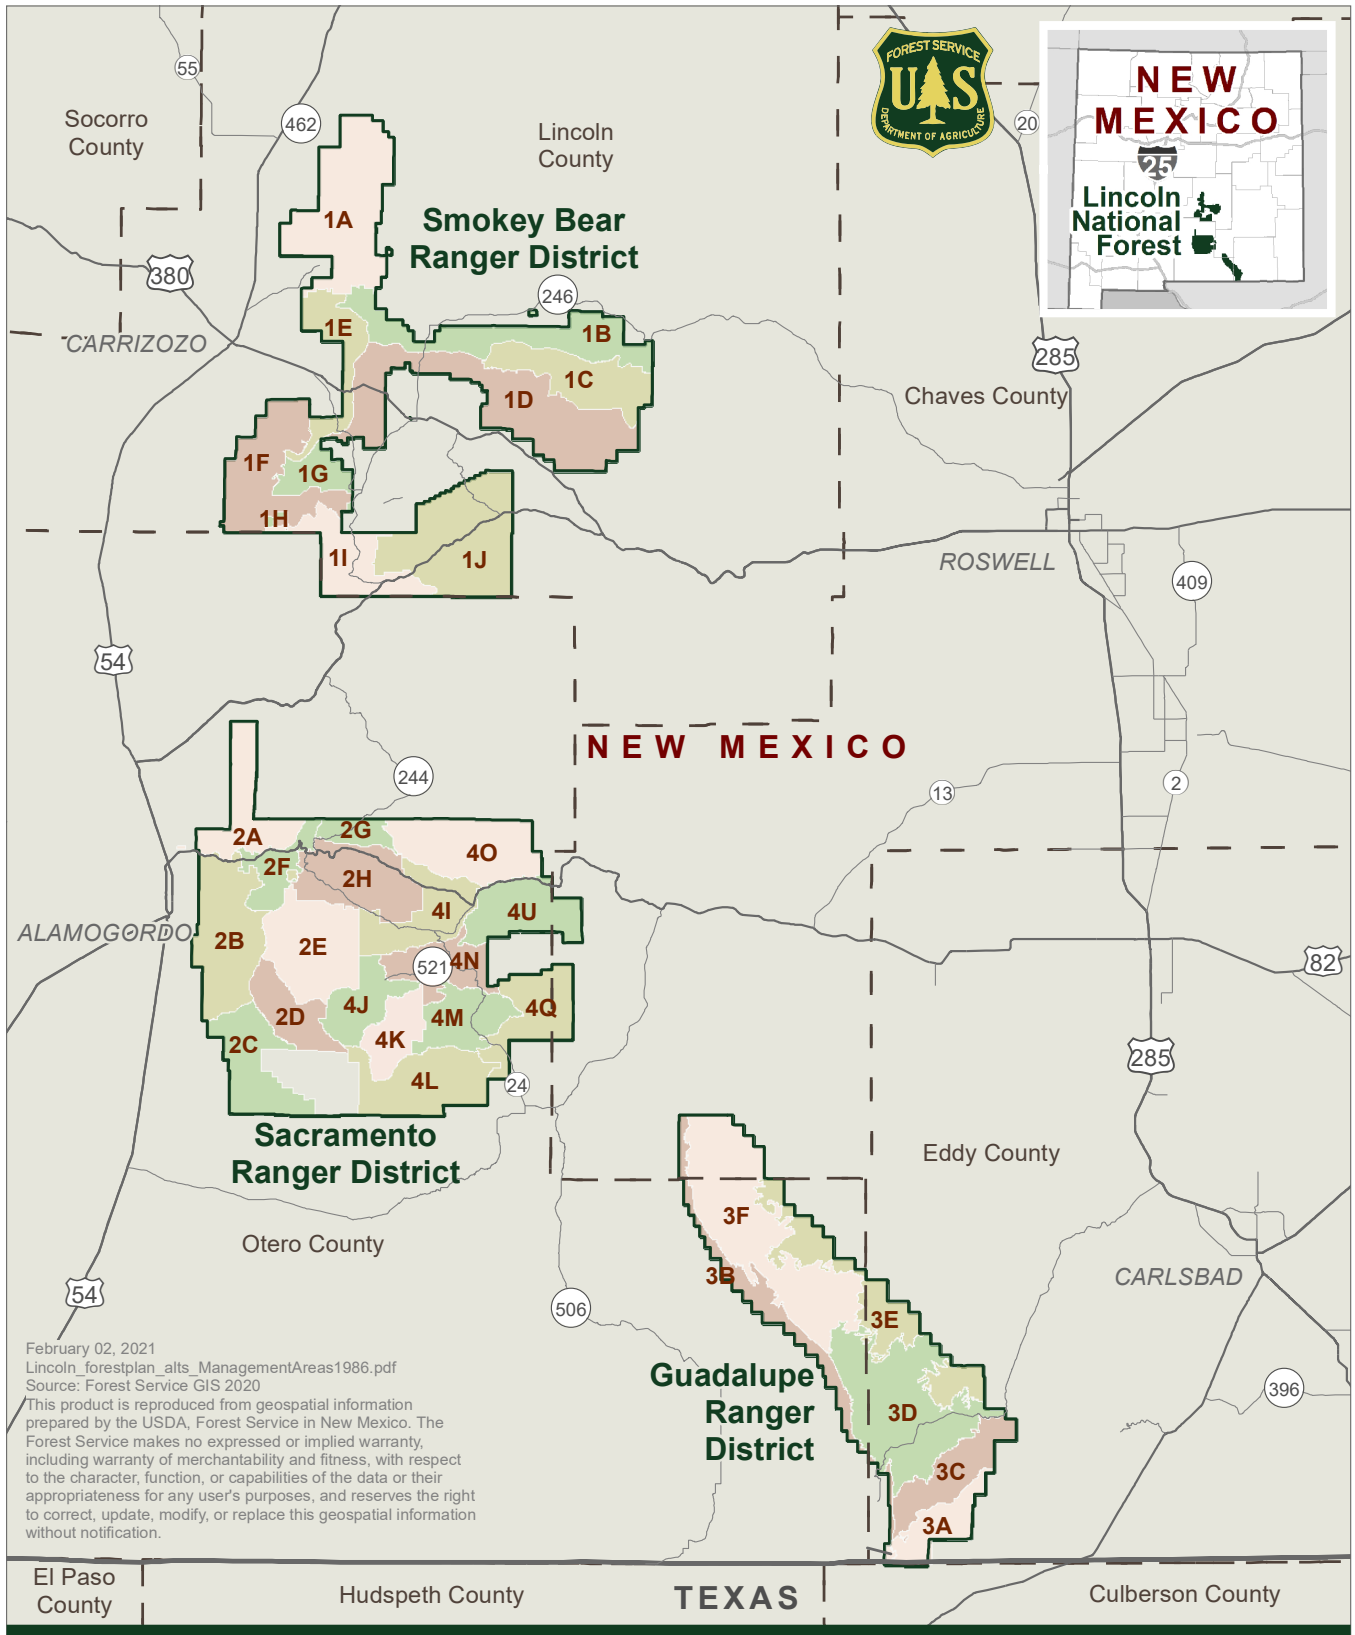 55
Socorro
County
462
Lincoln
County
FOREST SERVICE
U S
DEPARTMENT OF AGRICULTURE
20
NEW
MEXICO
25
Lincoln
National
Forest
1A
Smokey Bear
Ranger District
380
246
1E
1B
CARRIZOZO
285
1C
1D
Chaves County
1F
1G
1H
1I
1J
ROSWELL
409
54
NEW MEXICO
244
13
2
2A
2G
4O
2F
2H
4I
4U
ALAMOGORDO
2B
2E
521
4N
82
2D
4J
4M
4Q
2C
4K
4L
24
285
Sacramento
Ranger District
Eddy County
Otero County
3F
3B
CARLSBAD
54
506
3E
February 02, 2021
Lincoln_forestplan_alts_ManagementAreas1986.pdf
Source: Forest Service GIS 2020
This product is reproduced from geospatial information
prepared by the USDA, Forest Service in New Mexico. The
Forest Service makes no expressed or implied warranty,
including warranty of merchantability and fitness, with respect
to the character, function, or capabilities of the data or their
appropriateness for any user's purposes, and reserves the right
to correct, update, modify, or replace this geospatial information
without notification.
Guadalupe
Ranger
District
396
3D
3C
3A
El Paso
County
Hudspeth County
TEXAS
Culberson County